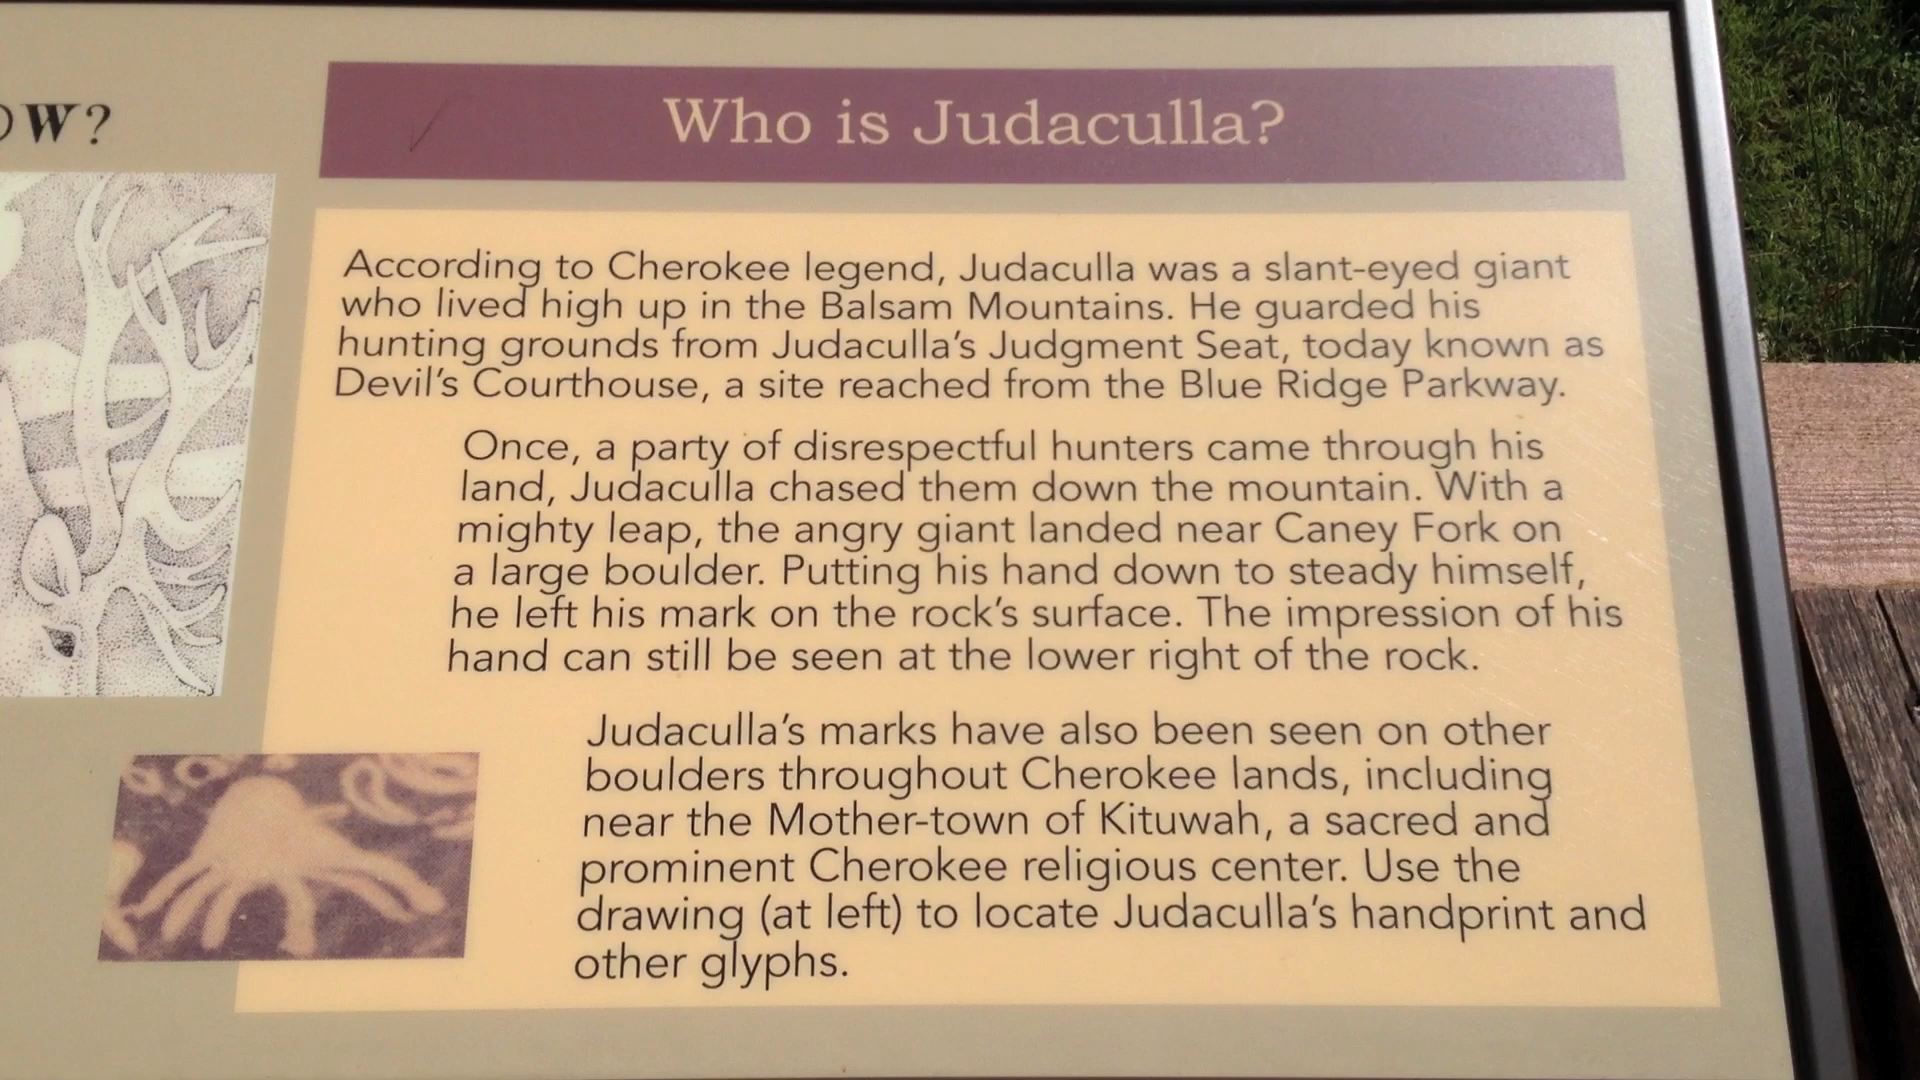 W?
Who is Judaculla?
According to Cherokee legend, Judaculla was a slant-eyed giant
who lived high up in the Balsam Mountains. He guarded his
hunting grounds from Judaculla's Judgment Seat, today known as
Devil's Courthouse, a site reached from the Blue Ridge Parkway.
Once, a party of disrespectful hunters came through his
land, Judaculla chased them down the mountain. With a
mighty leap, the angry giant landed near Caney Fork on
a large boulder. Putting his hand down to steady himself,
he left his mark on the rock's surface. The impression of his
hand can still be seen at the lower right of the rock.
Judaculla's marks have also been seen on other
boulders throughout Cherokee lands, including
near the Mother-town of Kituwah, a sacred and
prominent Cherokee religious center. Use the
drawing (at left) to locate Judaculla's handprint and
other glyphs.